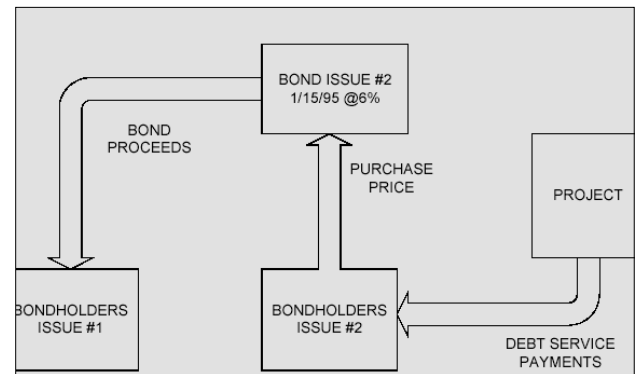 BOND ISSUE #2
1/15/95 @6%
BOND
PROCEEDS
PURCHASE
PRICE
PROJECT
BONDHOLDERS
ISSUE #1
BONDHOLDERS
ISSUE #2
DEBT SERVICE
PAYMENTS